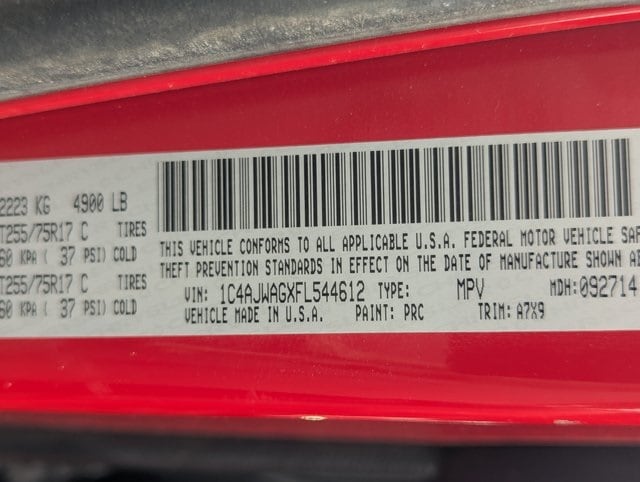 2223 KG 4900 LB
T255/75R17 C TIRES
60 KPA ( 37 PSI) COLD
T255/75R17 C TIRES
60 KPA ( 37 PSI) COLD
THIS VEHICLE CONFORMS TO ALL APPLICABLE U.S.A. FEDERAL MOTOR VEHICLE SAF
THEFT PREVENTION STANDARDS IN EFFECT ON THE DATE OF MANUFACTURE SHOWN AB
VIN: 1C4AJWAGXFL544612 TYPE: MPV MDH: 092714
VEHICLE MADE IN U.S.A. PAINT: PRC TRIM: A7X9